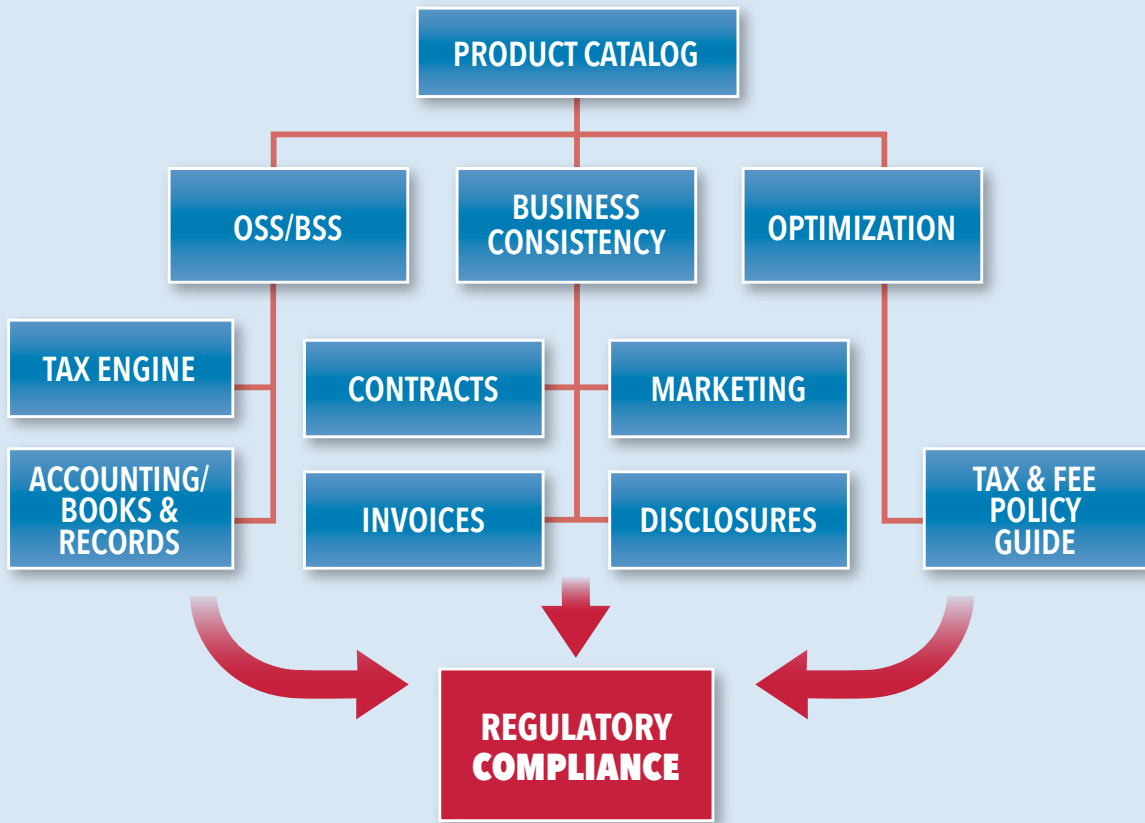 PRODUCT CATALOG
OSS/BSS
BUSINESS
CONSISTENCY
OPTIMIZATION
TAX ENGINE
CONTRACTS
MARKETING
ACCOUNTING/
BOOKS &
RECORDS
INVOICES
DISCLOSURES
TAX & FEE
POLICY
GUIDE
REGULATORY
COMPLIANCE